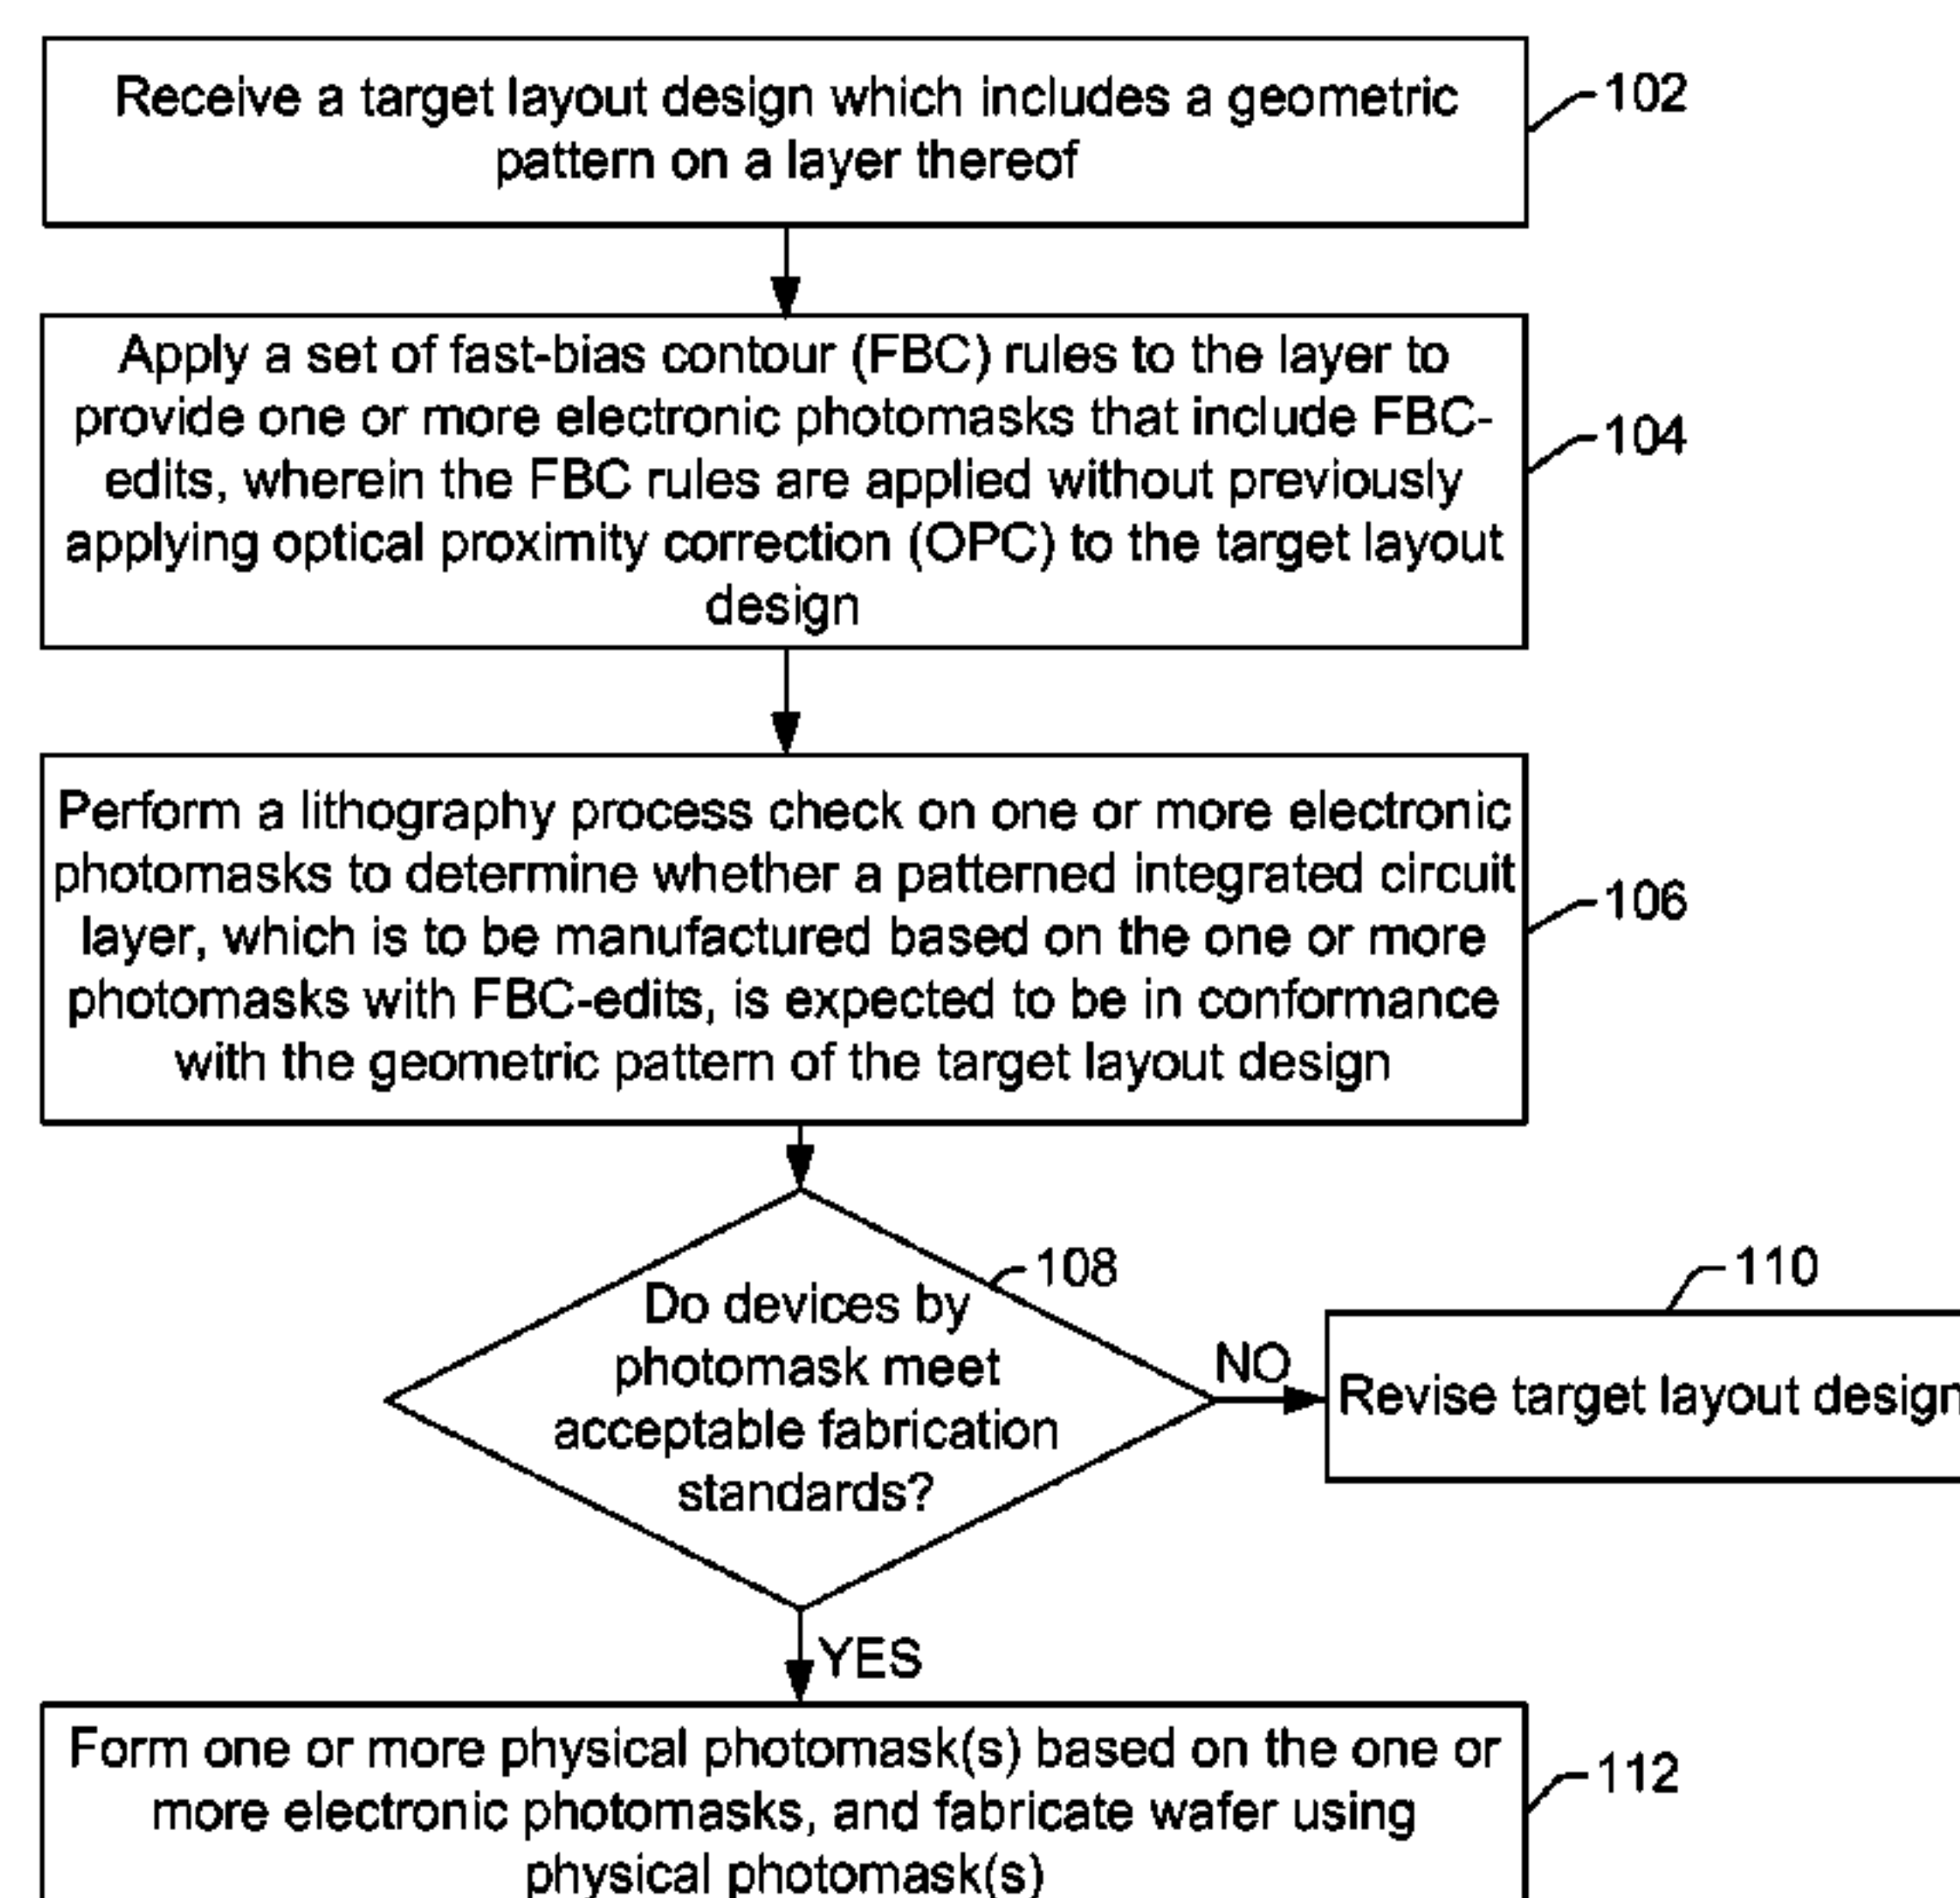 Receive a target layout design which includes a geometric
pattern on a layer thereof
102
Apply a set of fast-bias contour (FBC) rules to the layer to
provide one or more electronic photomasks that include FBC-
edits, wherein the FBC rules are applied without previously
applying optical proximity correction (OPC) to the target layout
design
104
Perform a lithography process check on one or more electronic
photomasks to determine whether a patterned integrated circuit
layer, which is to be manufactured based on the one or more
photomasks with FBC-edits, is expected to be in conformance
with the geometric pattern of the target layout design
106
108
Do devices by
photomask meet
acceptable fabrication
standards?
NO
110
Revise target layout design
YES
Form one or more physical photomask(s) based on the one or
more electronic photomasks, and fabricate wafer using
physical photomask(s)
112